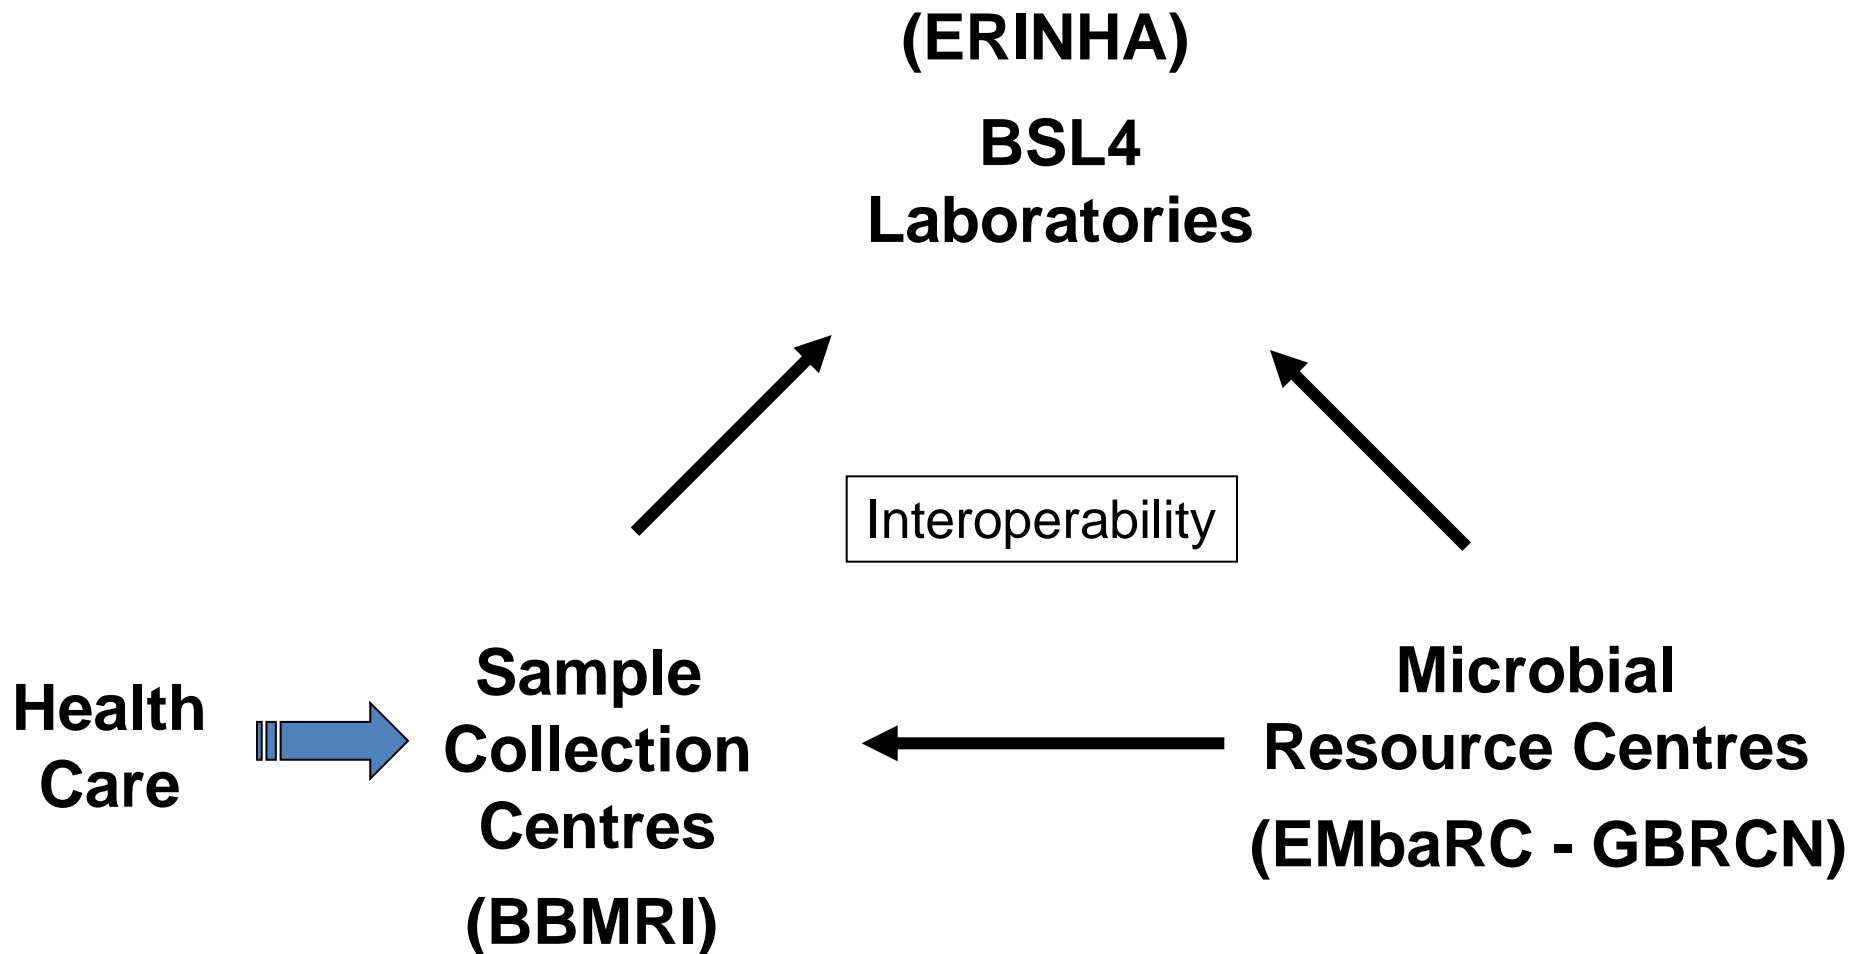 (ERINHA)
BSL4
Laboratories
Interoperability
Health
Care
Sample
Collection
Centres
(BBMRI)
Microbial
Resource Centres
(EMbaRC - GBRCN)